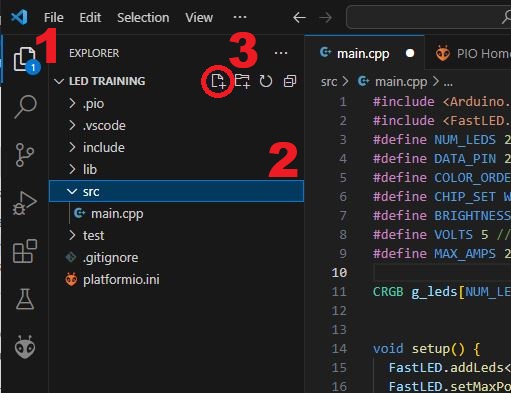 File Edit Selection View ···
1
3
EXPLORER ···
main.cpp
PIO Home
LED TRAINING
1
src > main.cpp > ...
.pio
.vscode
include
lib
2
src
main.cpp
test
.gitignore
platformio.ini
1 #include <Arduino.
2 #include <FastLED.
3 #define NUM_LEDS 2
4 #define DATA_PIN 2
5 #define COLOR_ORDE
6 #define CHIP_SET W
7 #define BRIGHTNESS
8 #define VOLTS 5 //
9 #define MAX_AMPS 2
10
11 CRGB g_leds[NUM_LE
12
13
14 void setup() {
15 FastLED.addLeds<
16 FastLED.setMaxPo